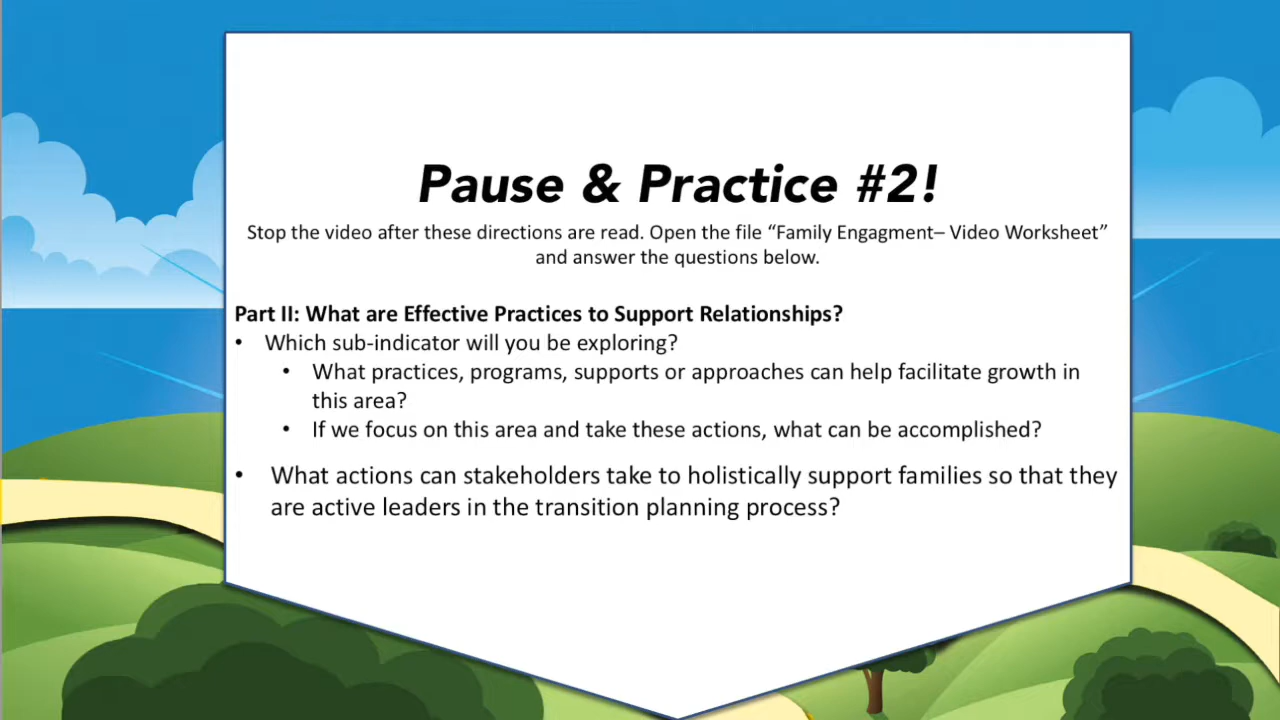 Pause & Practice #2!
Stop the video after these directions are read. Open the file “Family Engagment– Video Worksheet”
and answer the questions below.
Part II: What are Effective Practices to Support Relationships?
• Which sub-indicator will you be exploring?
• What practices, programs, supports or approaches can help facilitate growth in
this area?
• If we focus on this area and take these actions, what can be accomplished?
• What actions can stakeholders take to holistically support families so that they
are active leaders in the transition planning process?